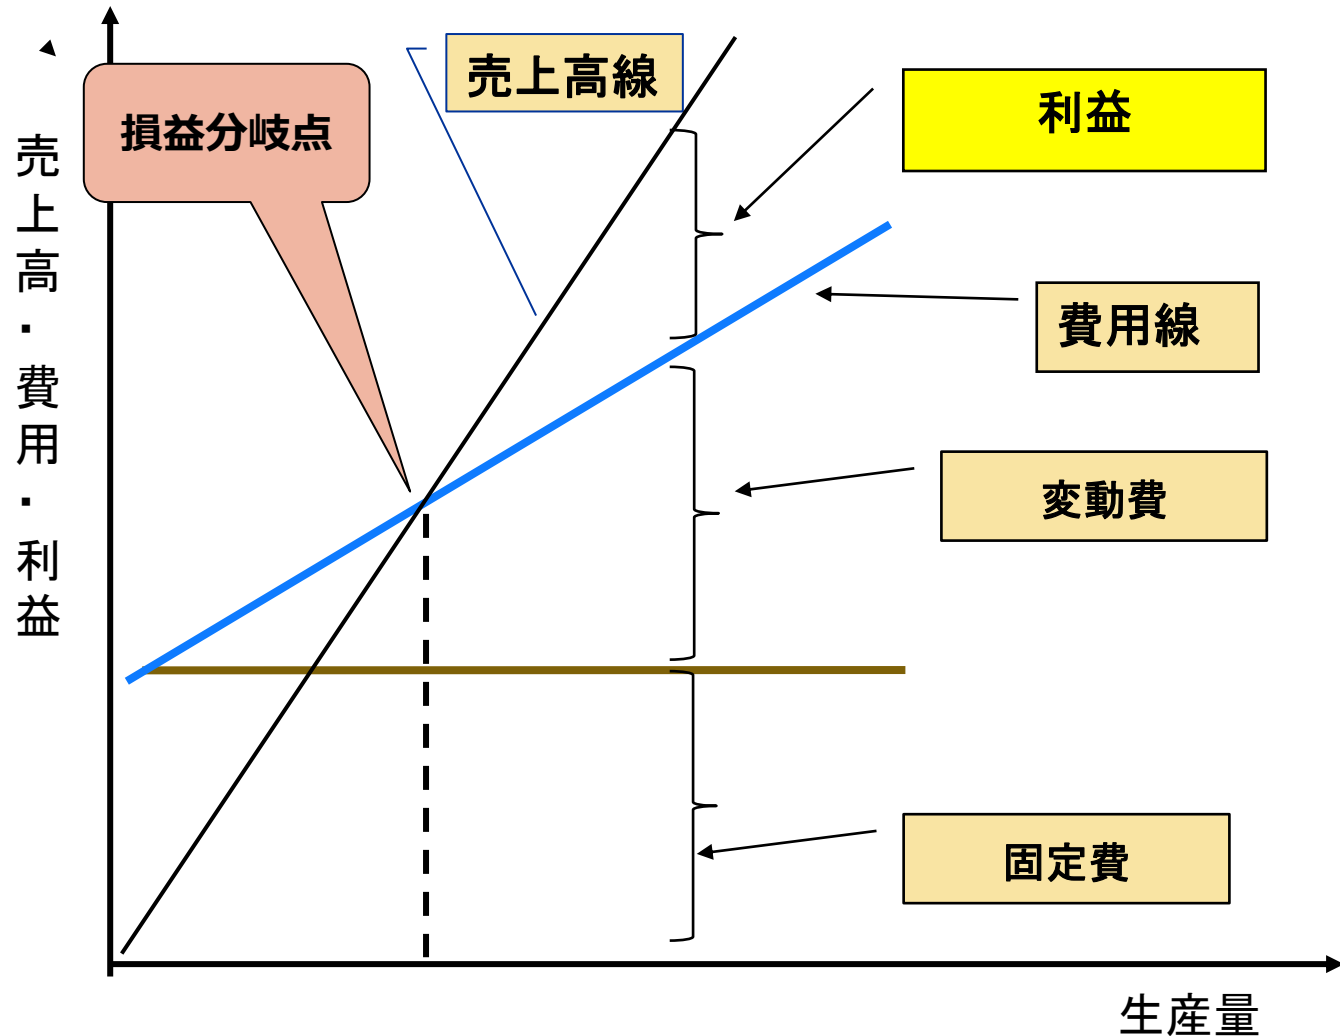 売上高線
利益
損益分岐点
売上高・費用・利益
費用線
変動費
固定費
生産量